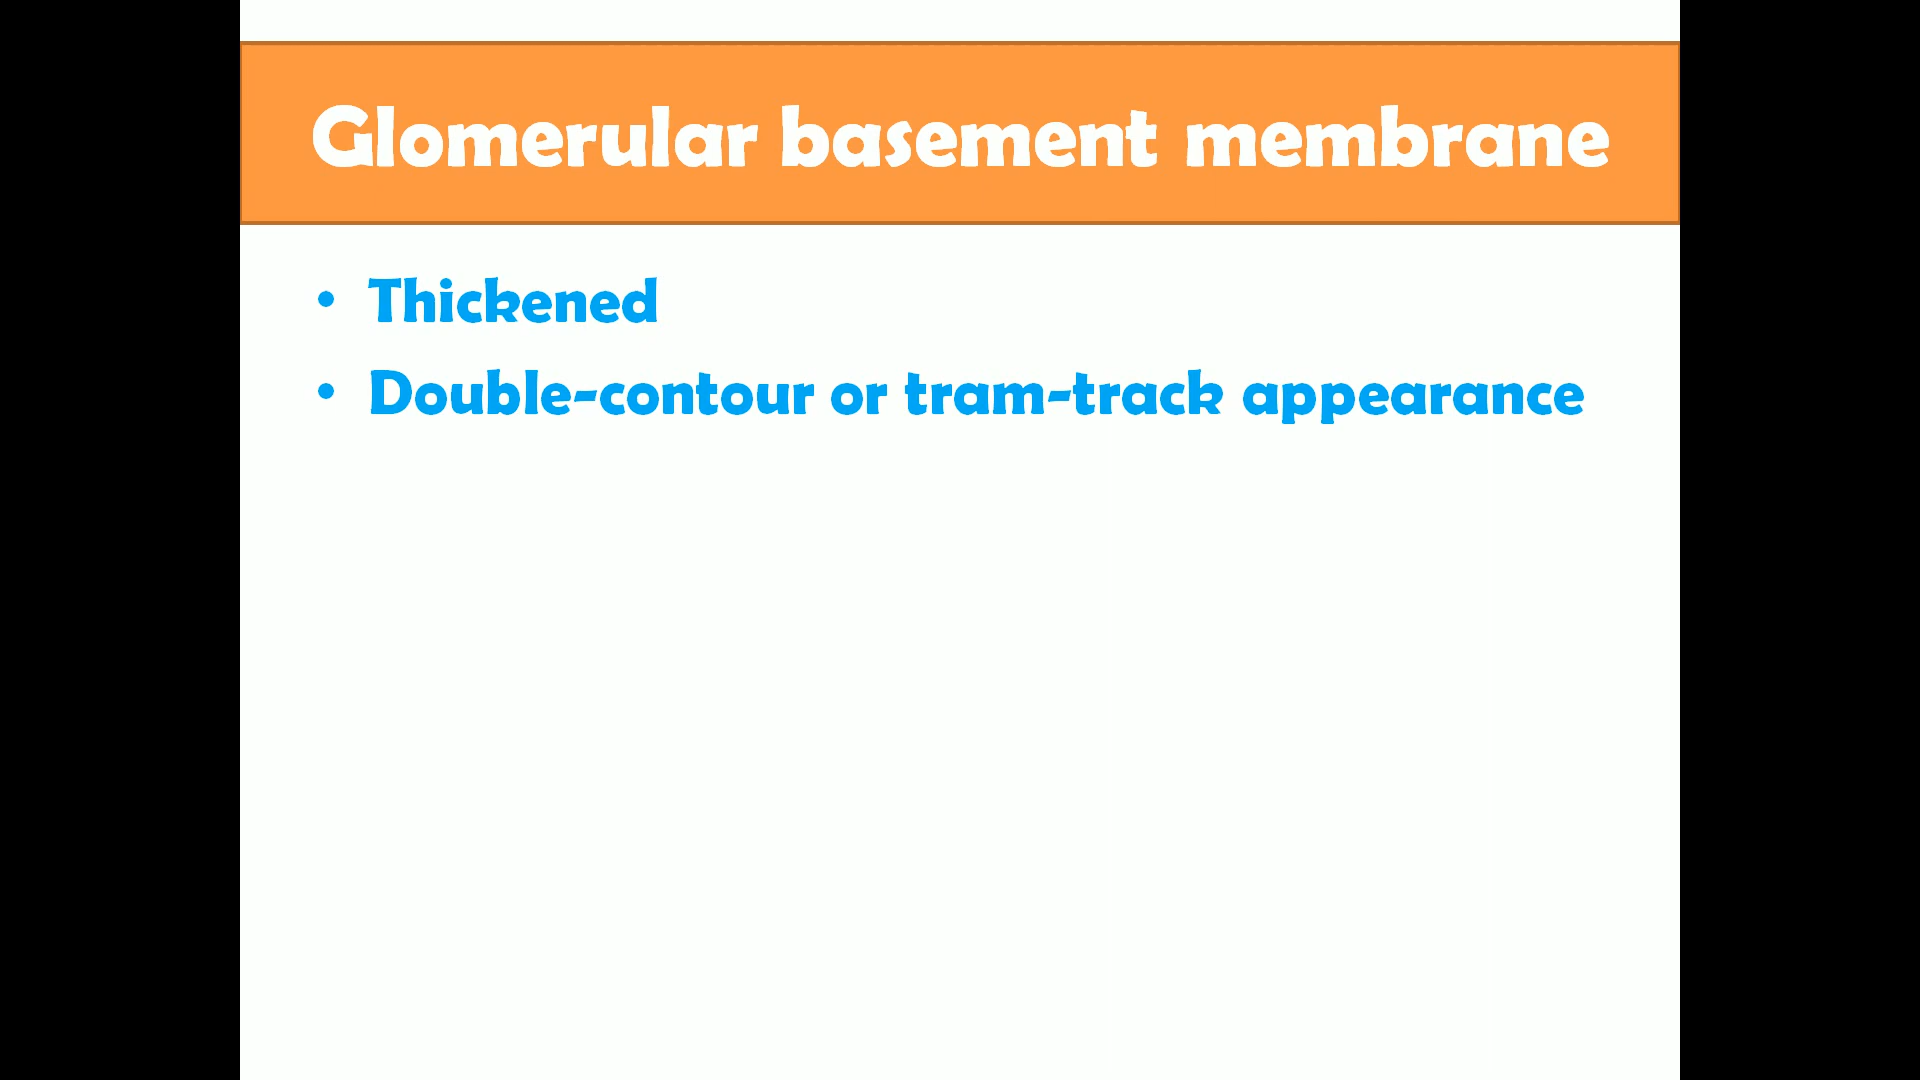 Glomerular basement membrane
• Thickened
• Double-contour or tram-track appearance